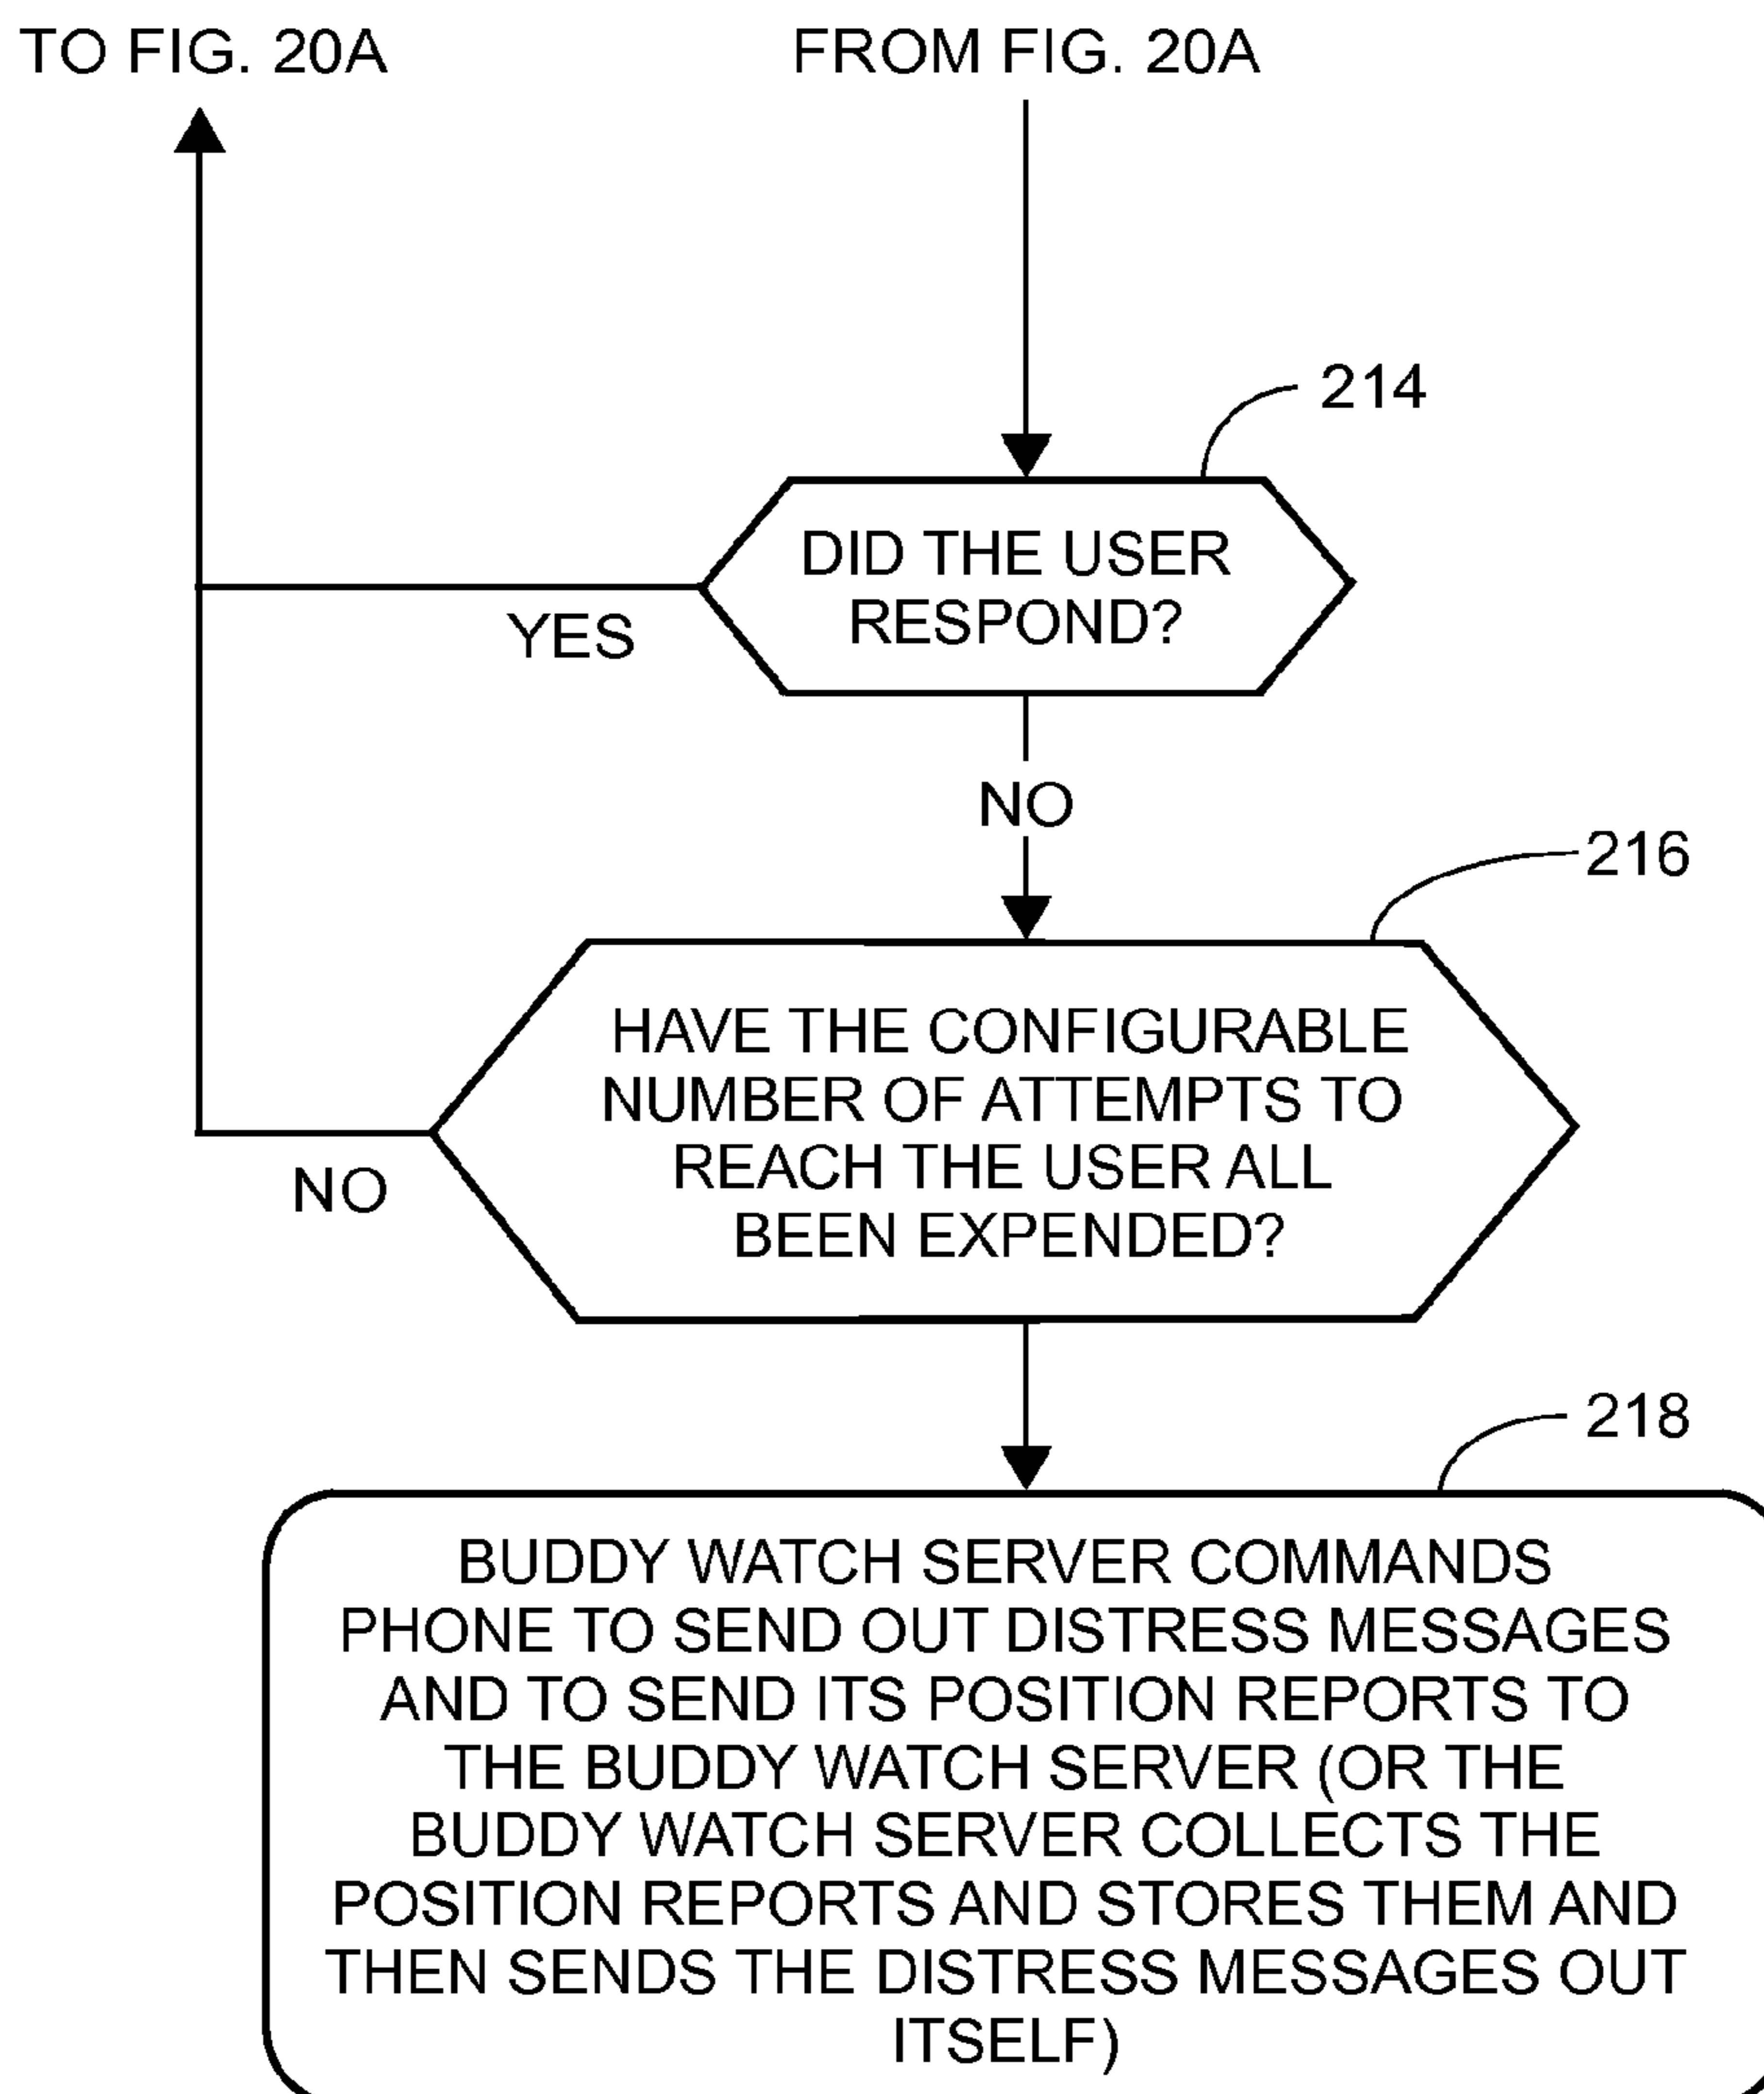 TO FIG. 20A
FROM FIG. 20A
214
DID THE USER
RESPOND?
YES
NO
216
HAVE THE CONFIGURABLE
NUMBER OF ATTEMPTS TO
REACH THE USER ALL
BEEN EXPENDED?
NO
218
BUDDY WATCH SERVER COMMANDS
PHONE TO SEND OUT DISTRESS MESSAGES
AND TO SEND ITS POSITION REPORTS TO
THE BUDDY WATCH SERVER (OR THE
BUDDY WATCH SERVER COLLECTS THE
POSITION REPORTS AND STORES THEM AND
THEN SENDS THE DISTRESS MESSAGES OUT
ITSELF)